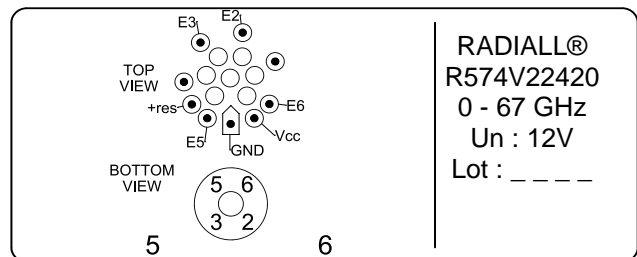 E3
E2
TOP
VIEW
+res
E6
E5
Vcc
GND
BOTTOM
VIEW
5 6
3 2
5 6
RADIALL®
R574V22420
0 - 67 GHz
Un : 12V
Lot : _ _ _ _